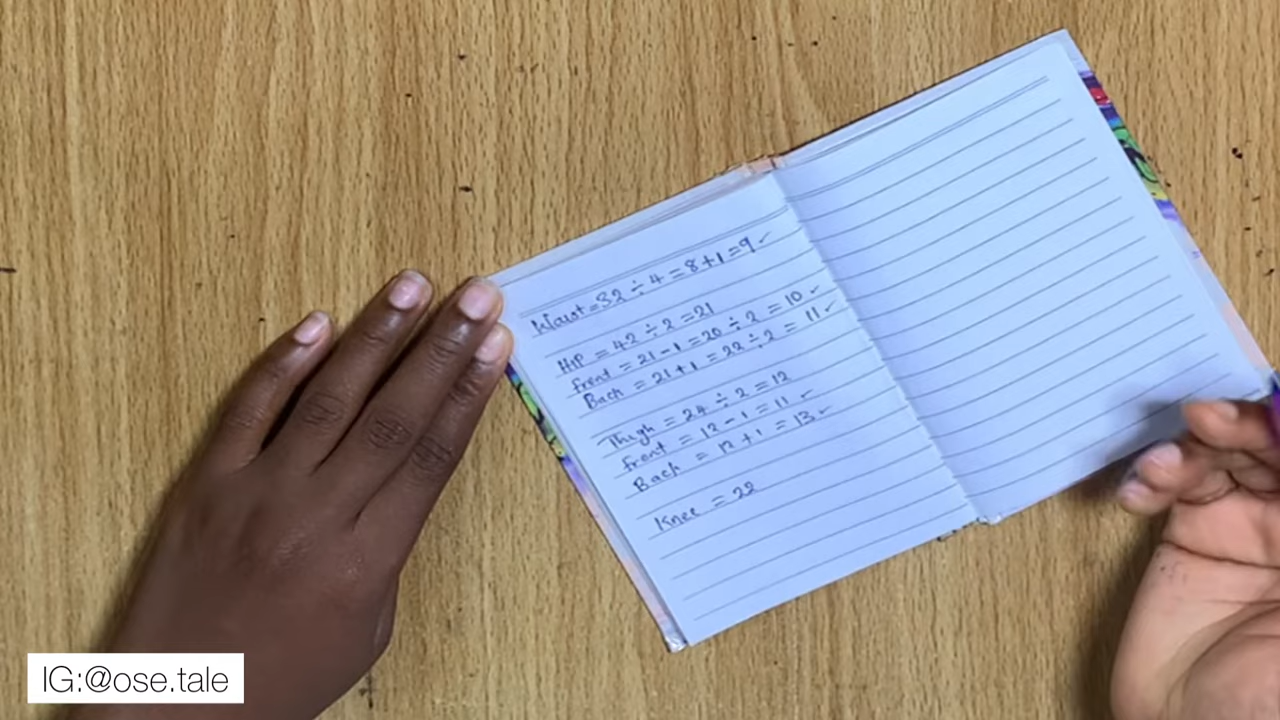 Waist = 32 ÷ 4 = 8 + 1 = 9 ✓
HIP = 42 ÷ 2 = 21
front = 21 - 1 = 20 ÷ 2 = 10 ✓
Back = 21 + 1 = 22 ÷ 2 = 11 ✓
Thigh = 24 ÷ 2 = 12
front = 12 - 1 = 11 ✓
Back = 12 + 1 = 13 ✓
Knee = 22
IG:@ose.tale